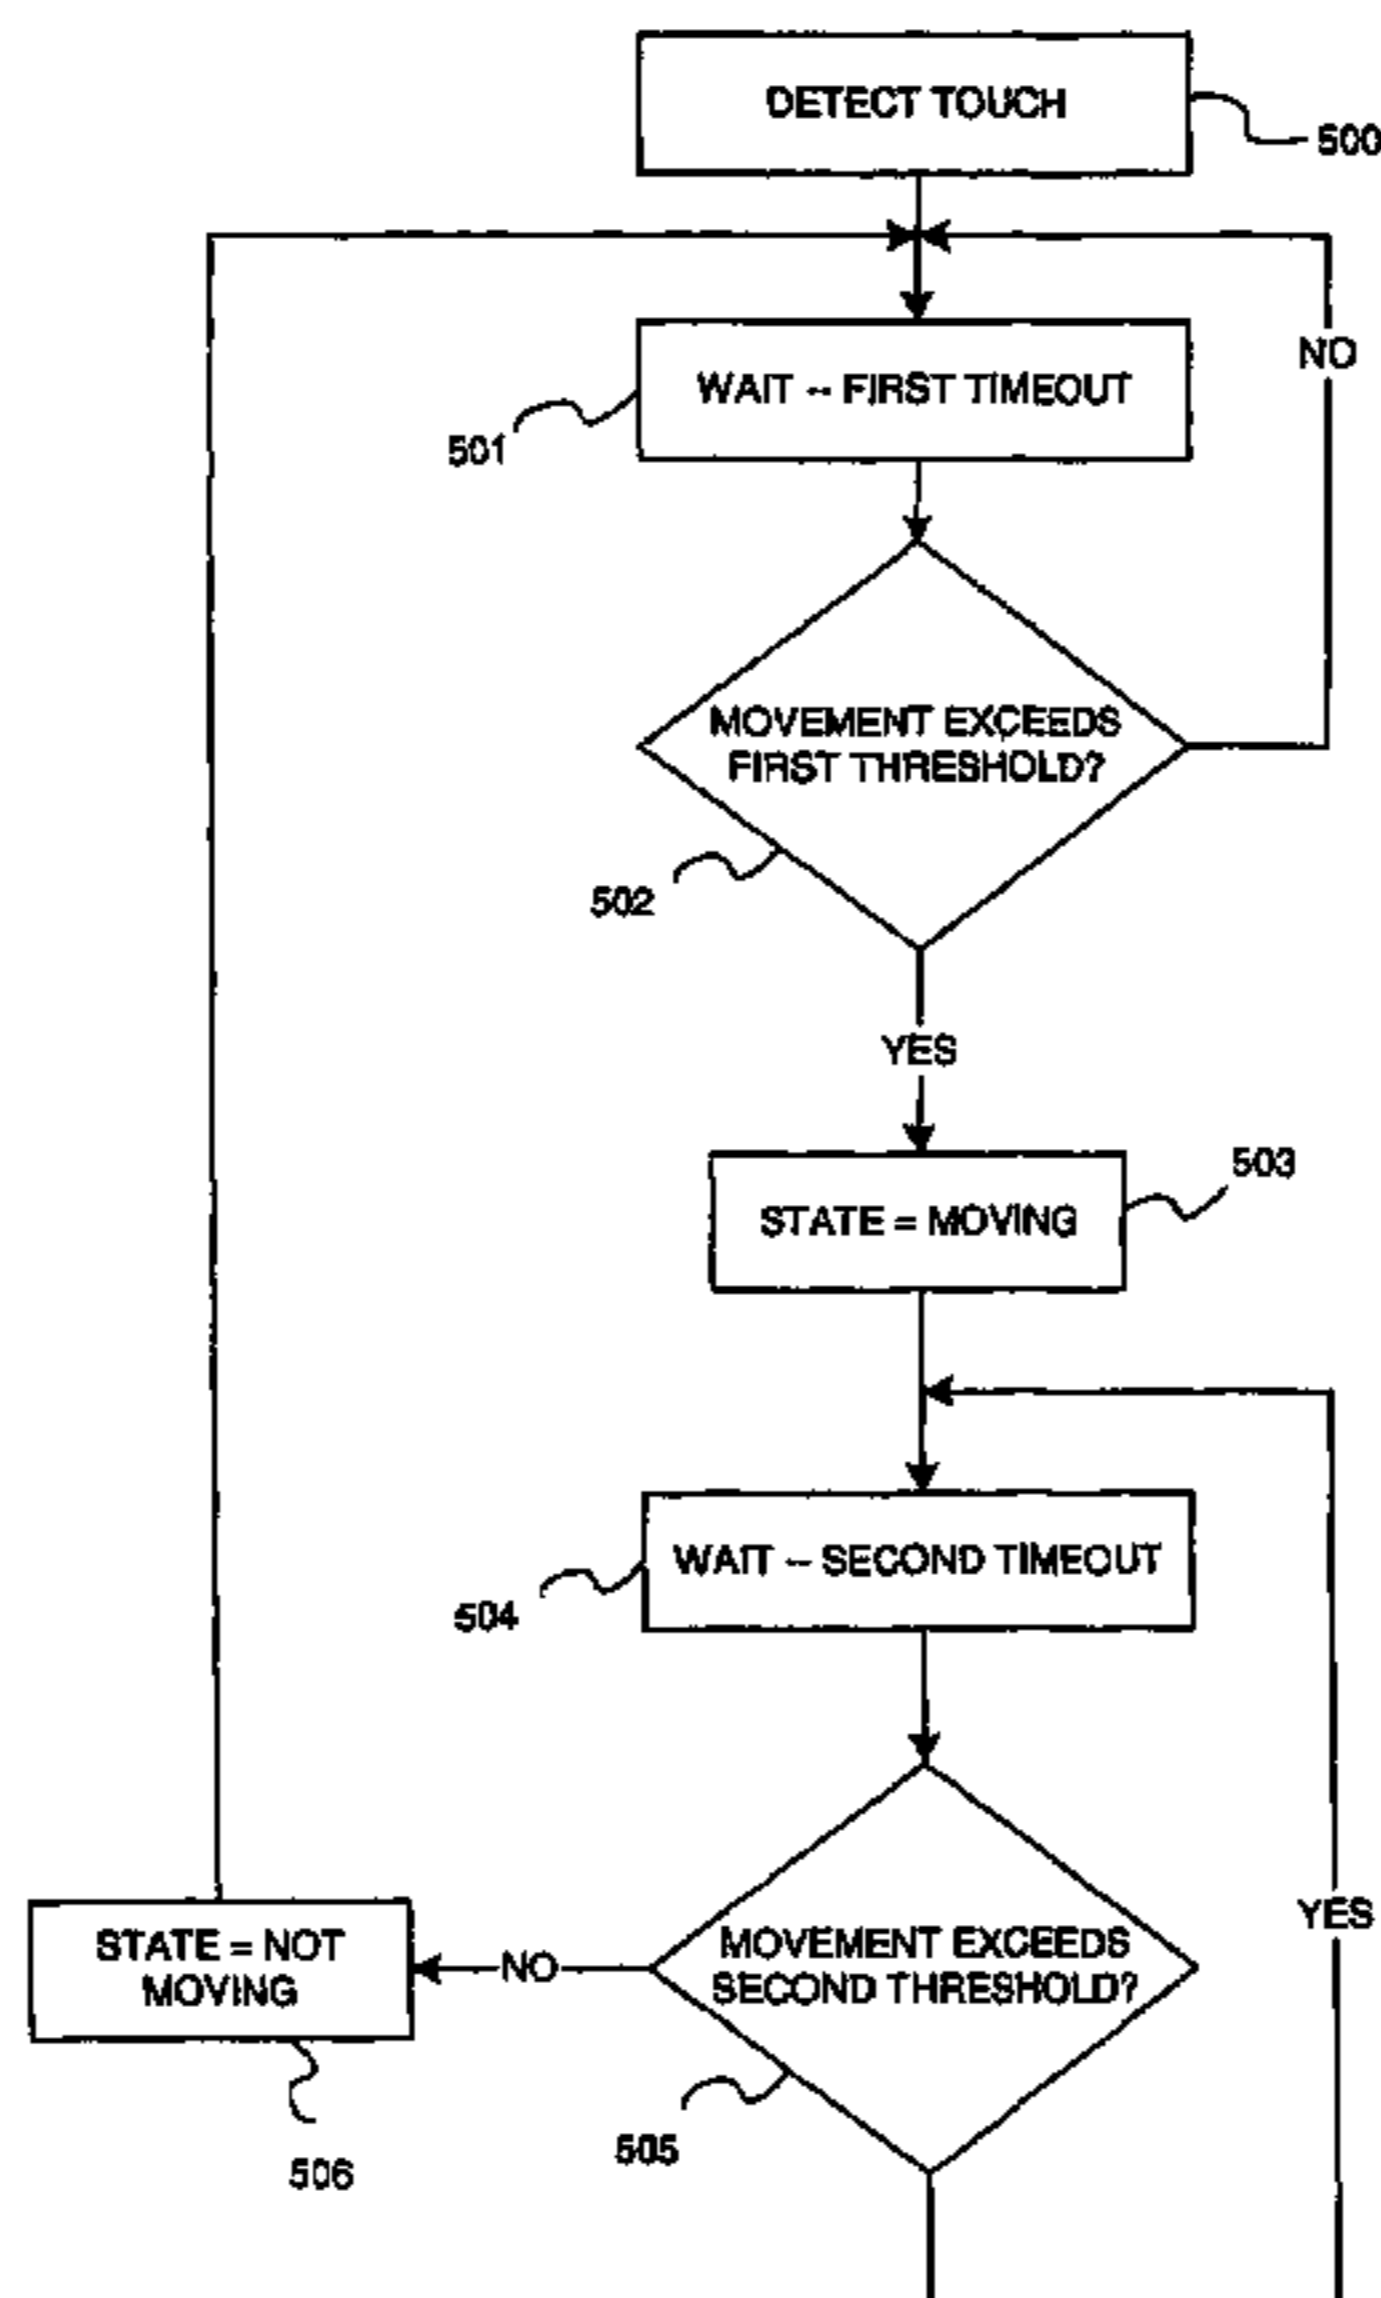 DETECT TOUCH
500
WAIT -- FIRST TIMEOUT
NO
501
MOVEMENT EXCEEDS
FIRST THRESHOLD?
502
YES
503
STATE = MOVING
WAIT -- SECOND TIMEOUT
504
YES
MOVEMENT EXCEEDS
SECOND THRESHOLD?
NO
STATE = NOT
MOVING
505
506